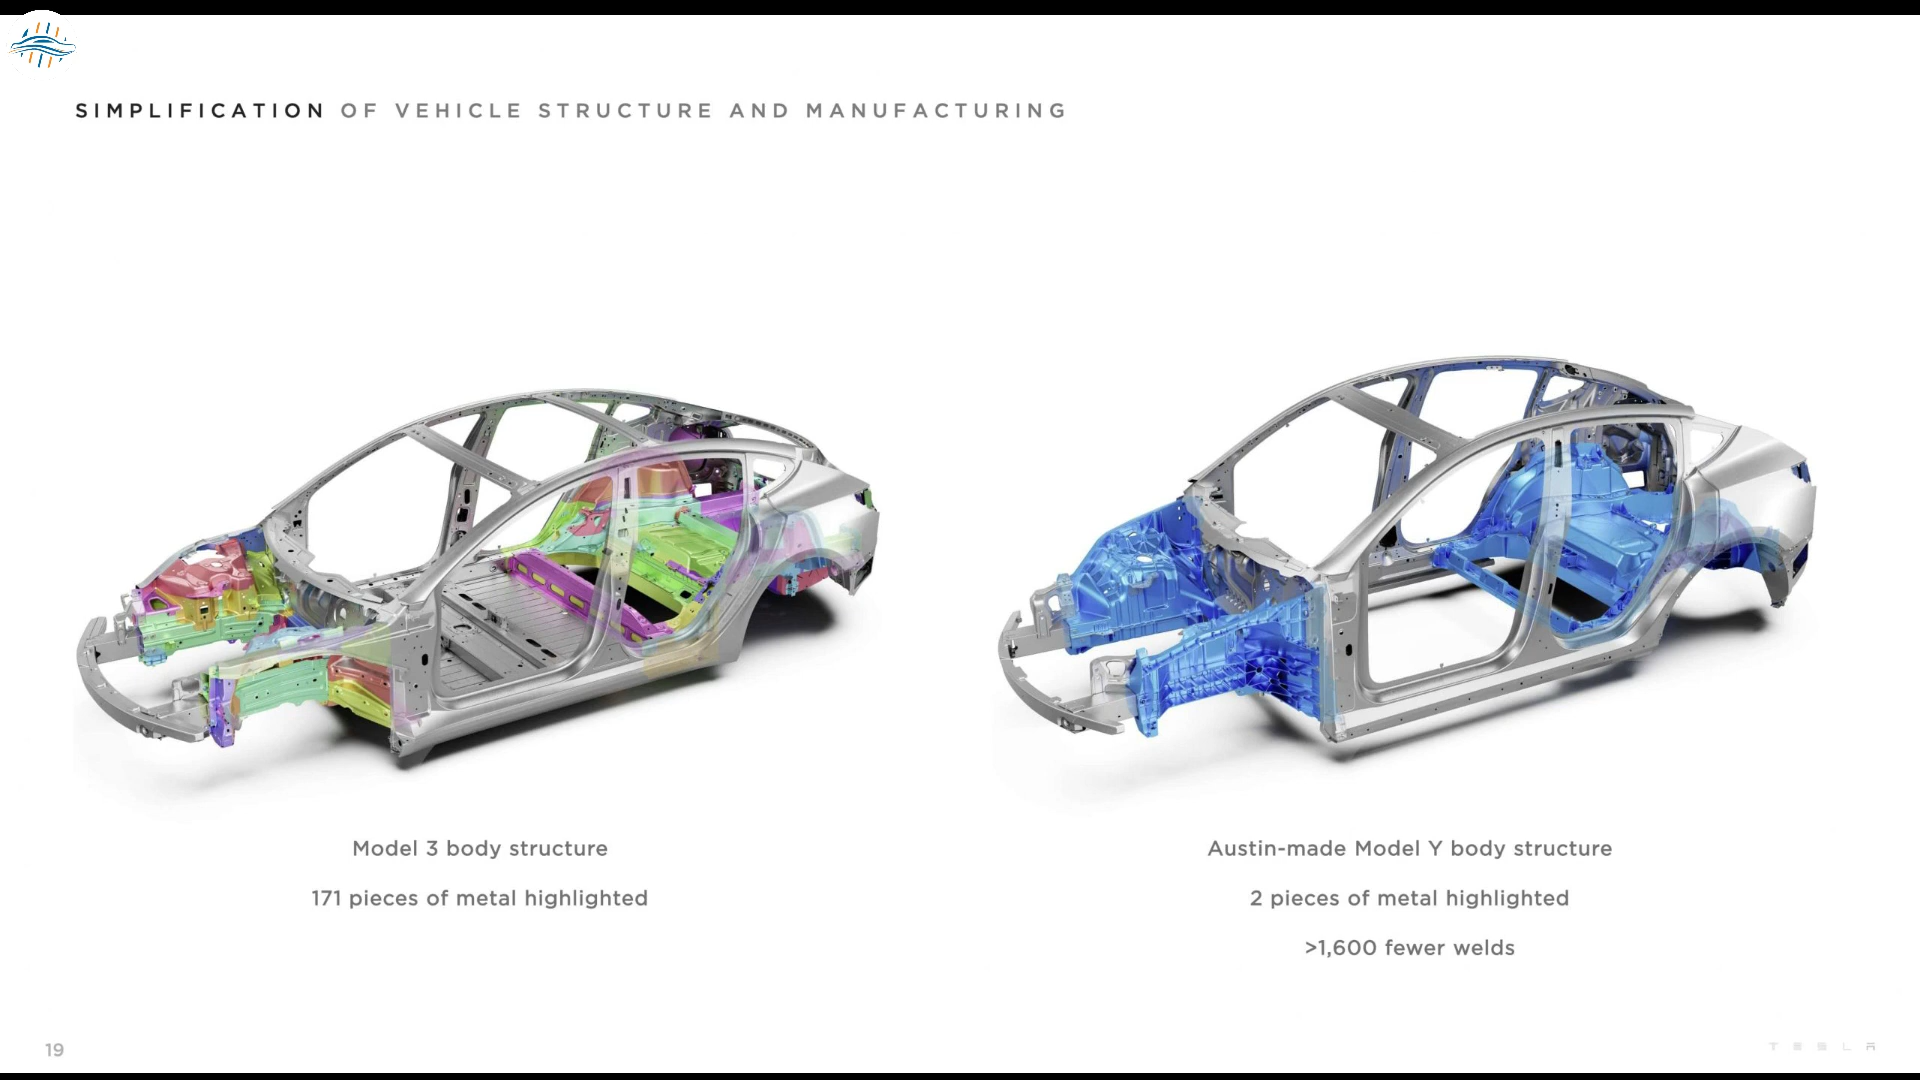 SIMPLIFICATION OF VEHICLE STRUCTURE AND MANUFACTURING
Model 3 body structure
171 pieces of metal highlighted
Austin-made Model Y body structure
2 pieces of metal highlighted
>1,600 fewer welds
19
TESLA